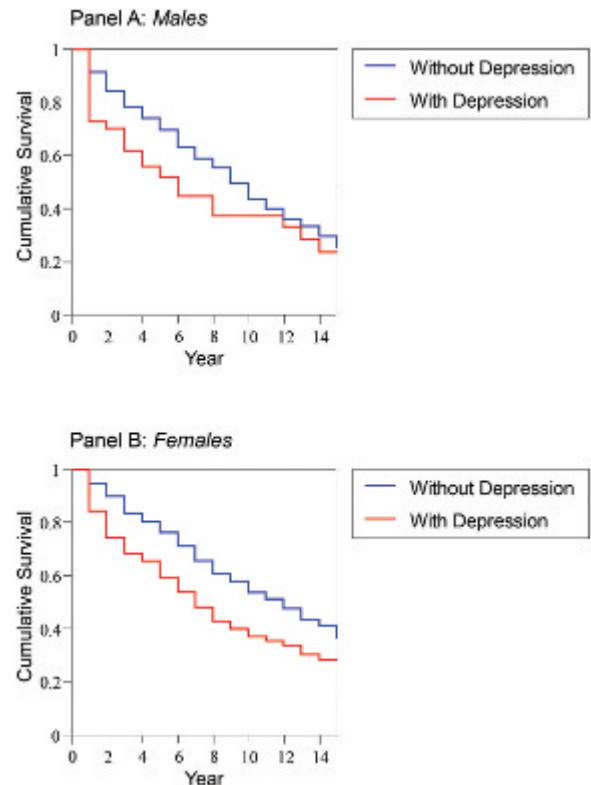 Panel A: Males
Without Depression
With Depression
Cumulative Survival
1
0.8
0.6
0.4
0.2
0
0 2 4 6 8 10 12 14
Year
Panel B: Females
Without Depression
With Depression
Cumulative Survival
1
0.8
0.6
0.4
0.2
0
0 2 4 6 8 10 12 14
Year